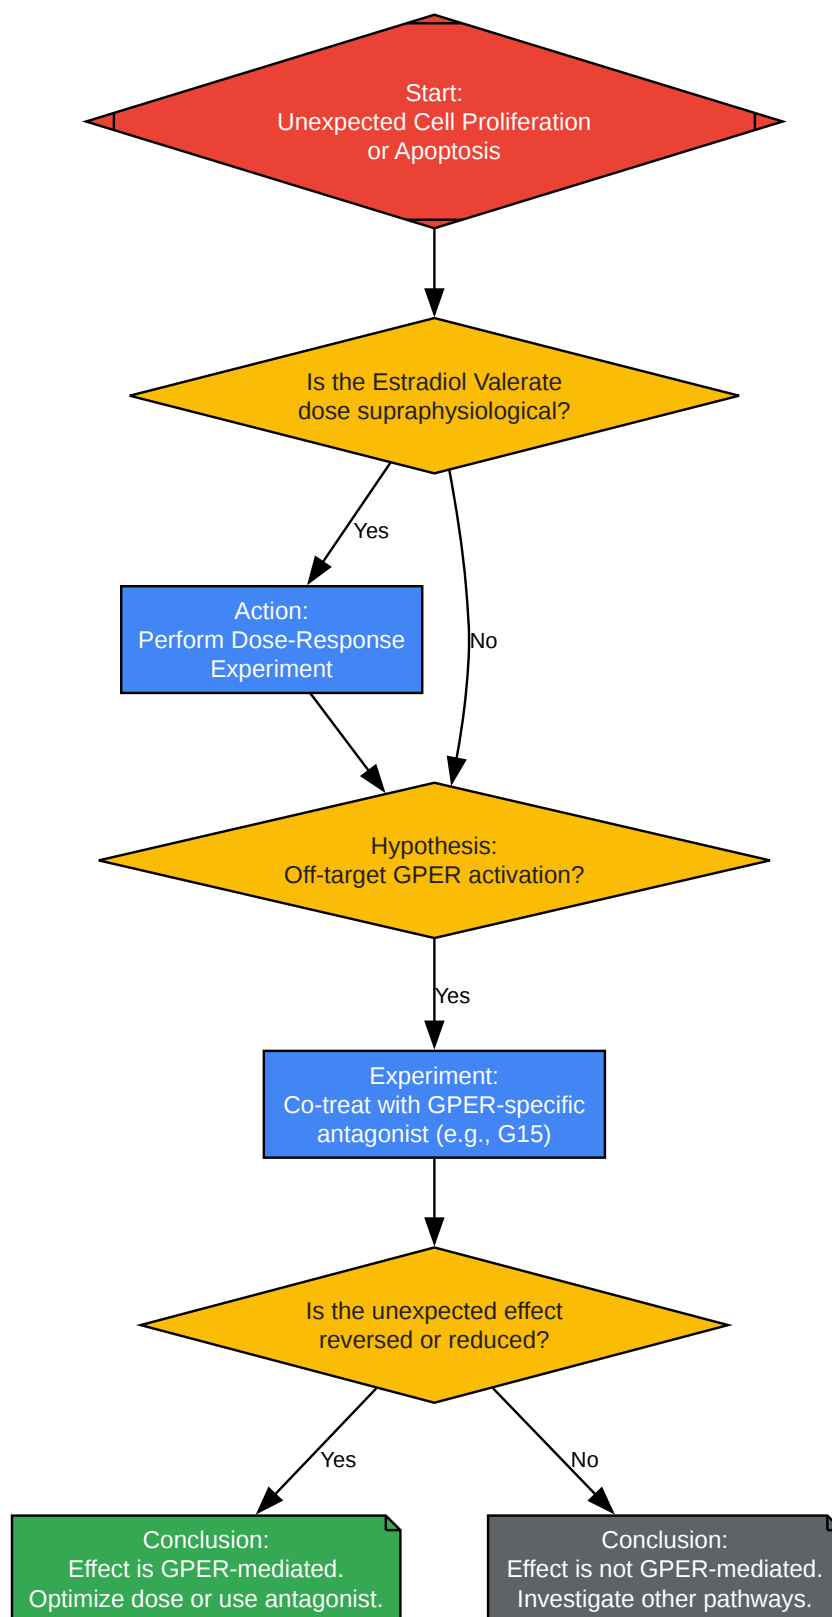 Start:
Unexpected Cell Proliferation
or Apoptosis
Is the Estradiol Valerate
dose supraphysiological?
Yes
Action:
Perform Dose-Response
Experiment
No
Hypothesis:
Off-target GPER activation?
Yes
Experiment:
Co-treat with GPER-specific
antagonist (e.g., G15)
Is the unexpected effect
reversed or reduced?
Yes
No
Conclusion:
Effect is GPER-mediated.
Optimize dose or use antagonist.
Conclusion:
Effect is not GPER-mediated.
Investigate other pathways.